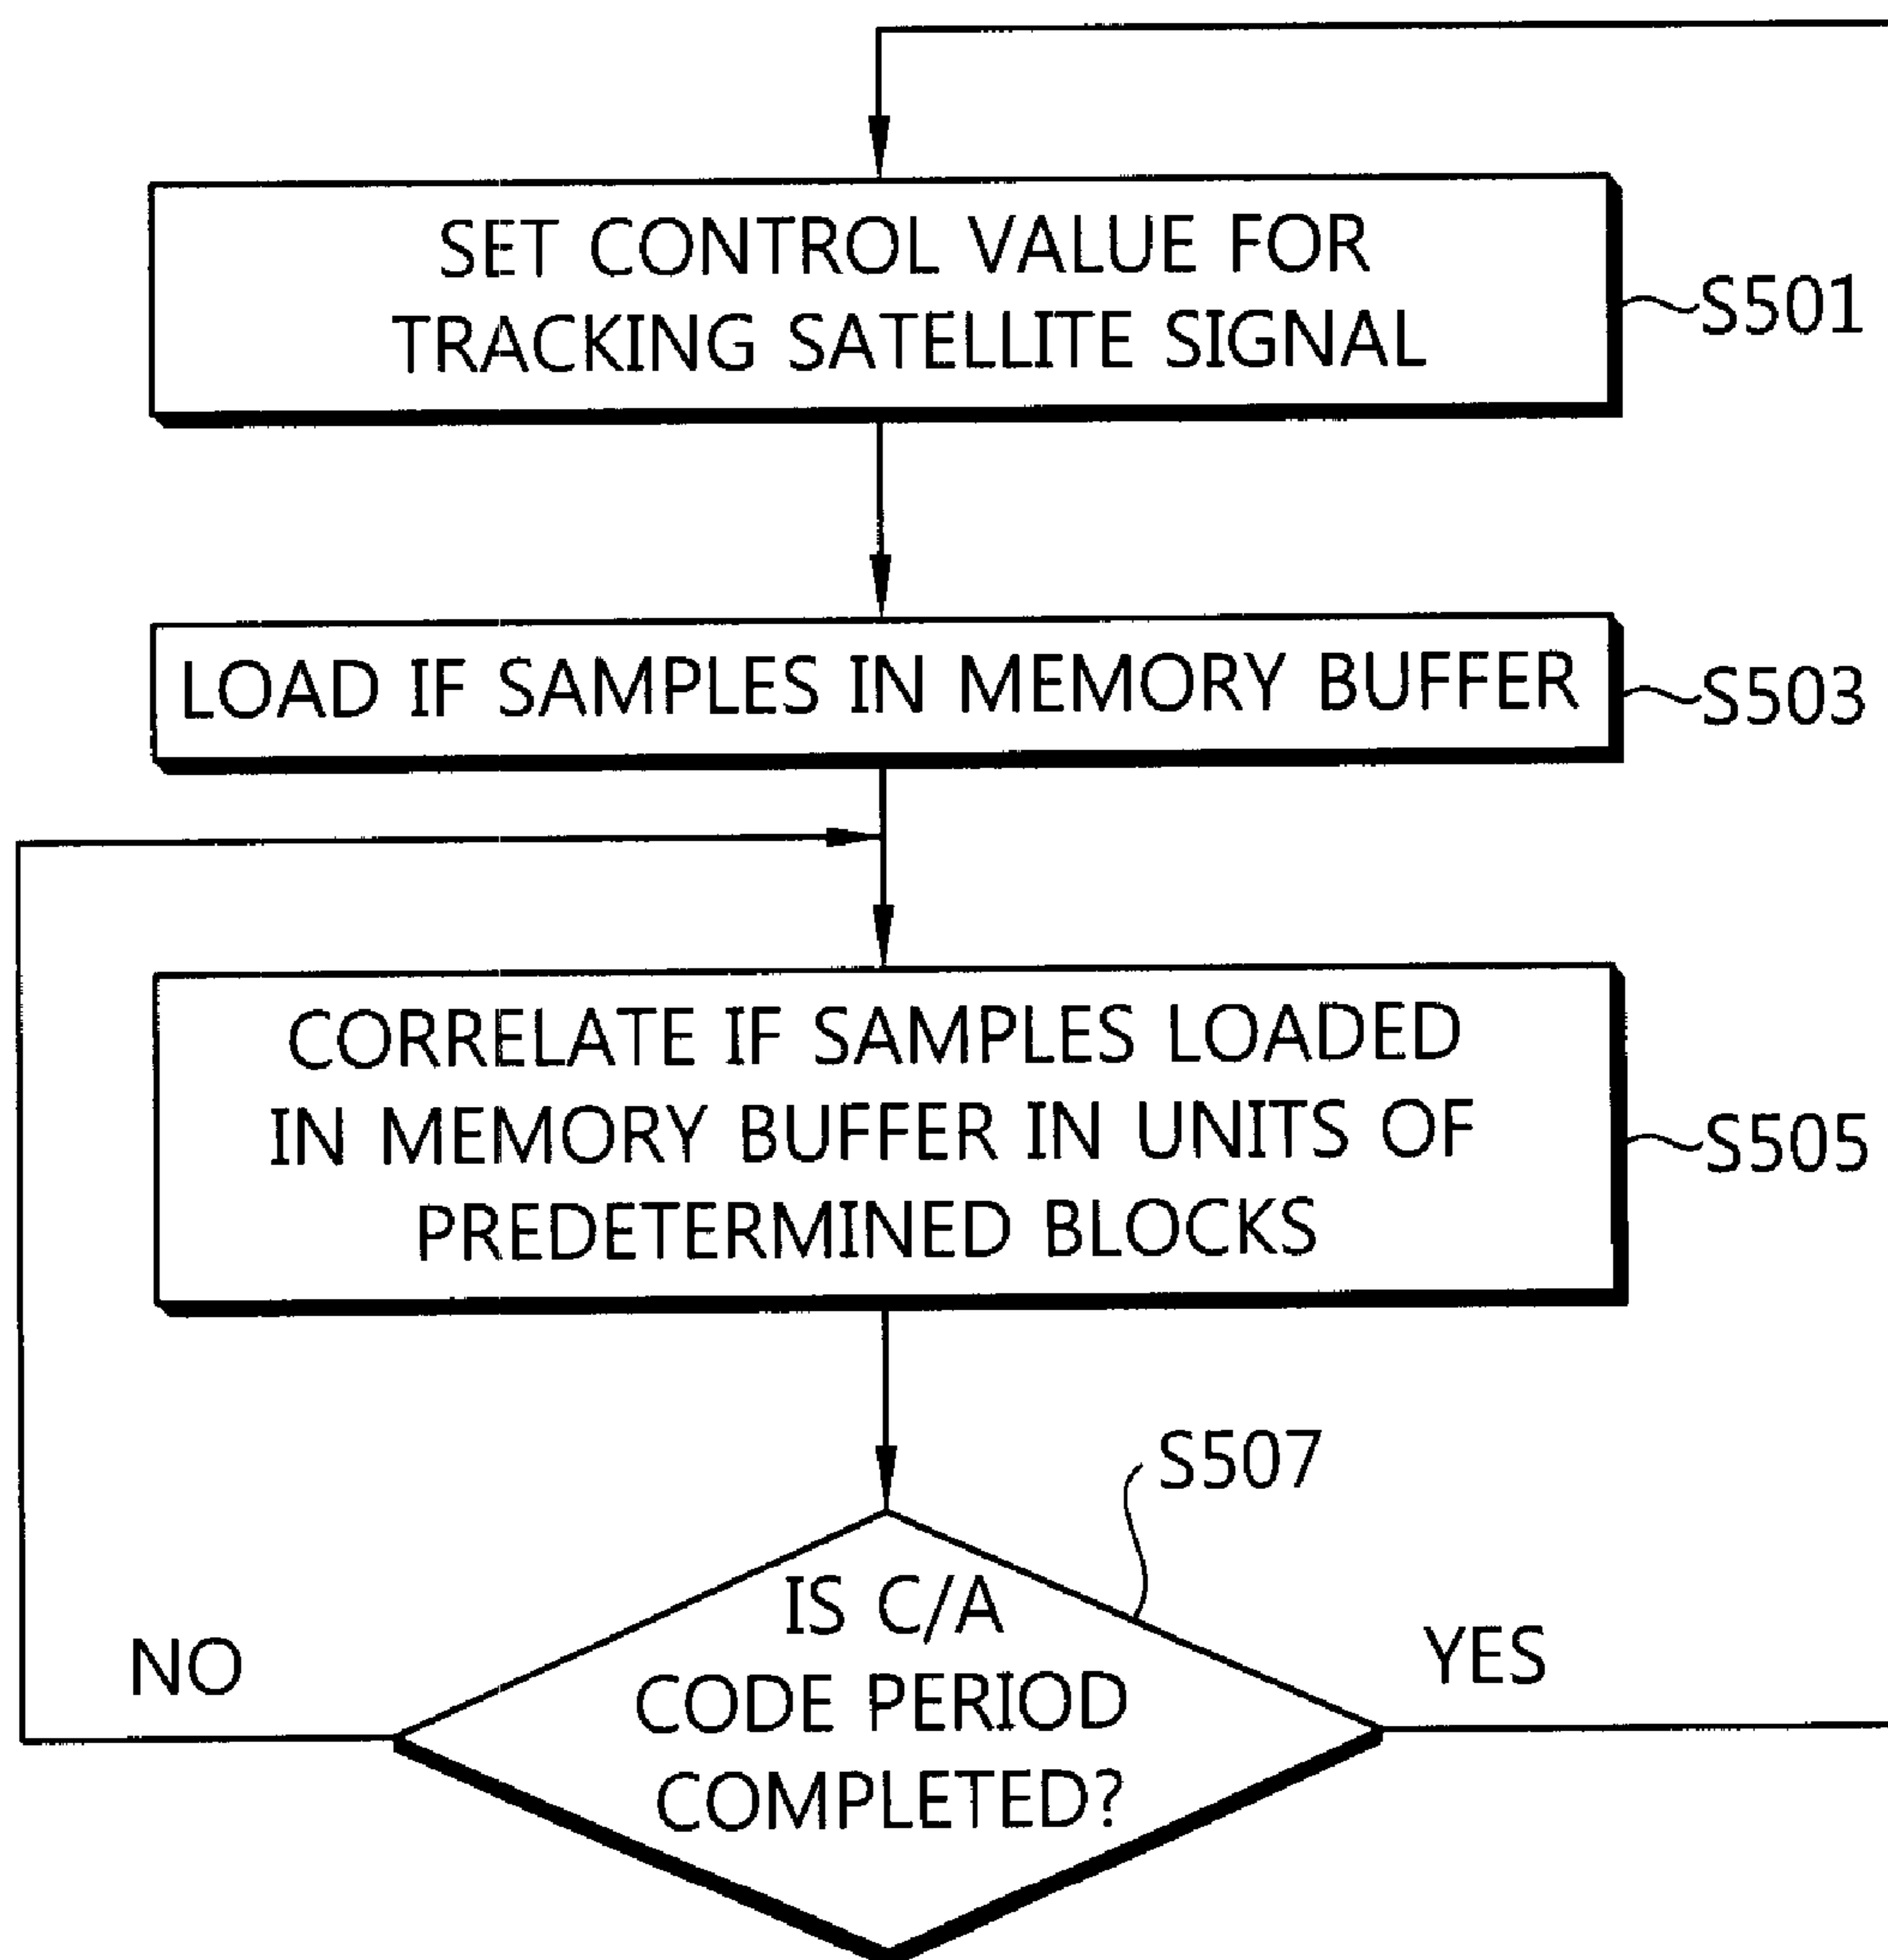 SET CONTROL VALUE FOR
TRACKING SATELLITE SIGNAL
S501
LOAD IF SAMPLES IN MEMORY BUFFER
S503
CORRELATE IF SAMPLES LOADED
IN MEMORY BUFFER IN UNITS OF
PREDETERMINED BLOCKS
S505
S507
IS C/A
CODE PERIOD
COMPLETED?
NO
YES